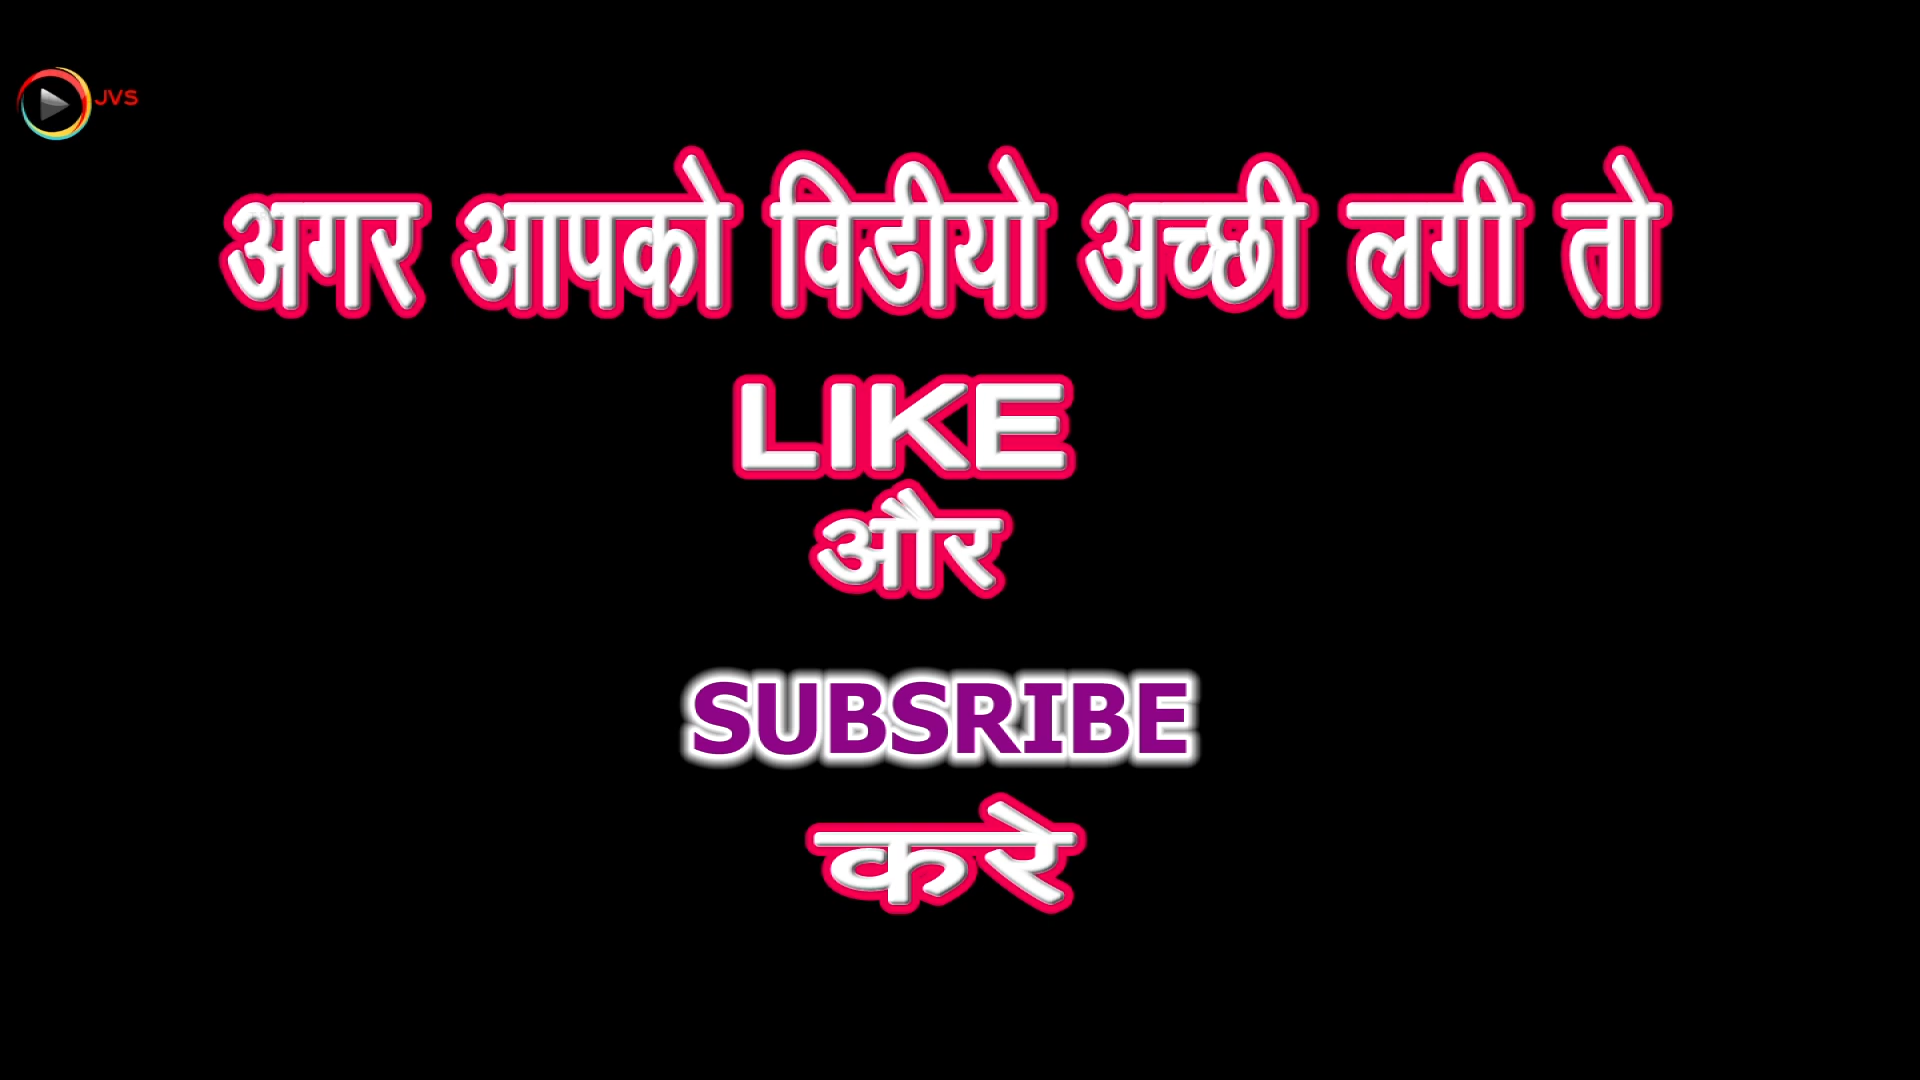 JVS
अगर आपको विडीयो अच्छी लगी तो
LIKE
और
SUBSRIBE
करे